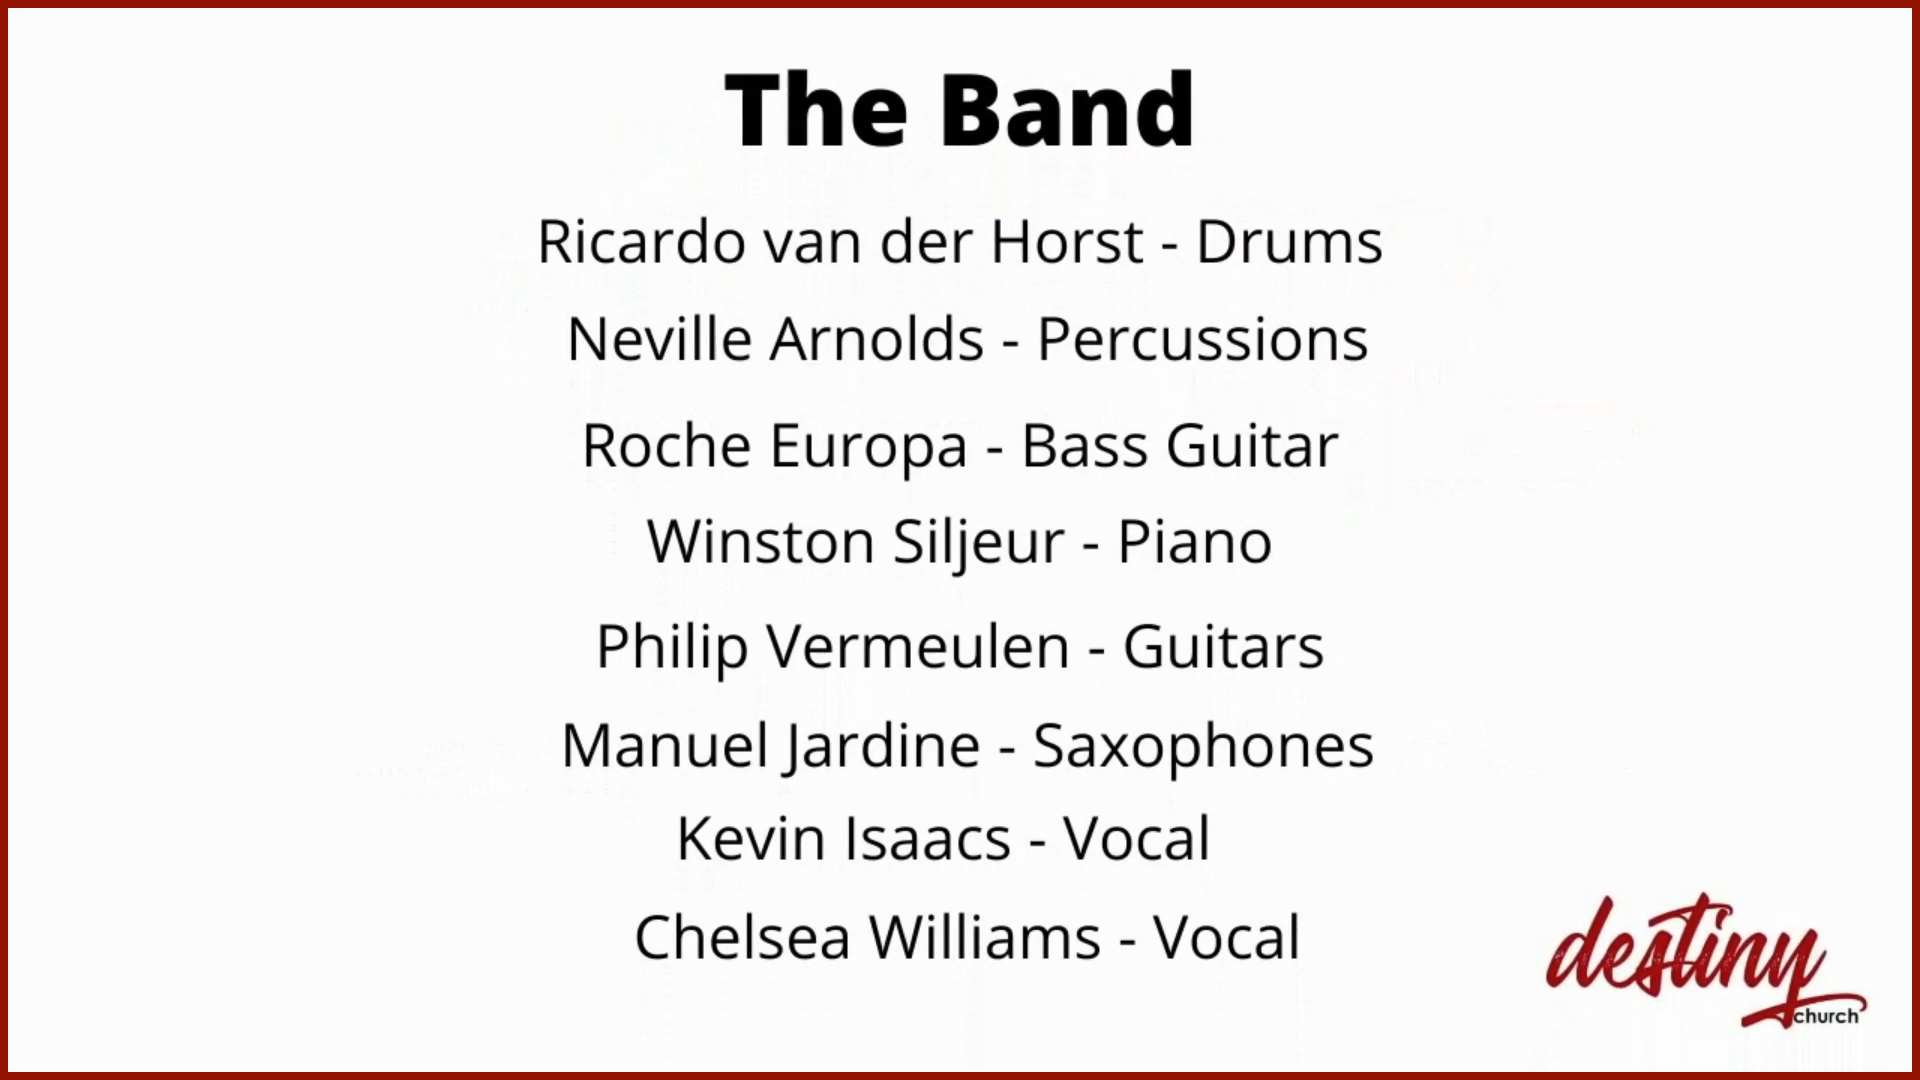 The Band
Ricardo van der Horst - Drums
Neville Arnolds - Percussions
Roche Europa - Bass Guitar
Winston Siljeur - Piano
Philip Vermeulen - Guitars
Manuel Jardine - Saxophones
Kevin Isaacs - Vocal
Chelsea Williams - Vocal
destiny
church